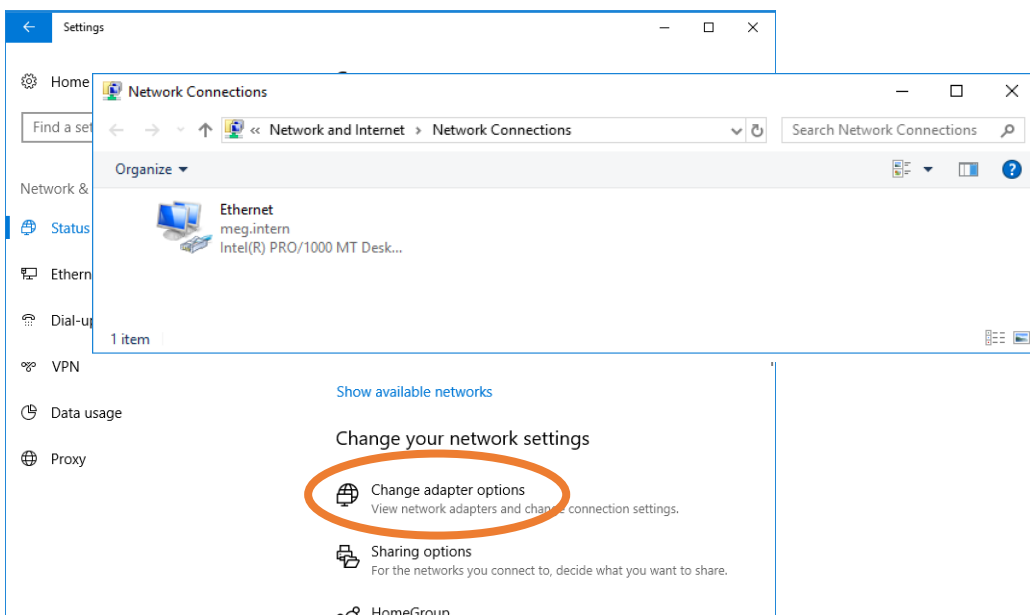 Settings
Home
Find a set
Network &
Status
Ethern
Dial-up
VPN
Data usage
Proxy
Network Connections
« Network and Internet › Network Connections
Search Network Connections
Organize
Ethernet
meg.intern
Intel(R) PRO/1000 MT Desk...
1 item
Show available networks
Change your network settings
Change adapter options
View network adapters and change connection settings.
Sharing options
For the networks you connect to, decide what you want to share.
HomeGroup